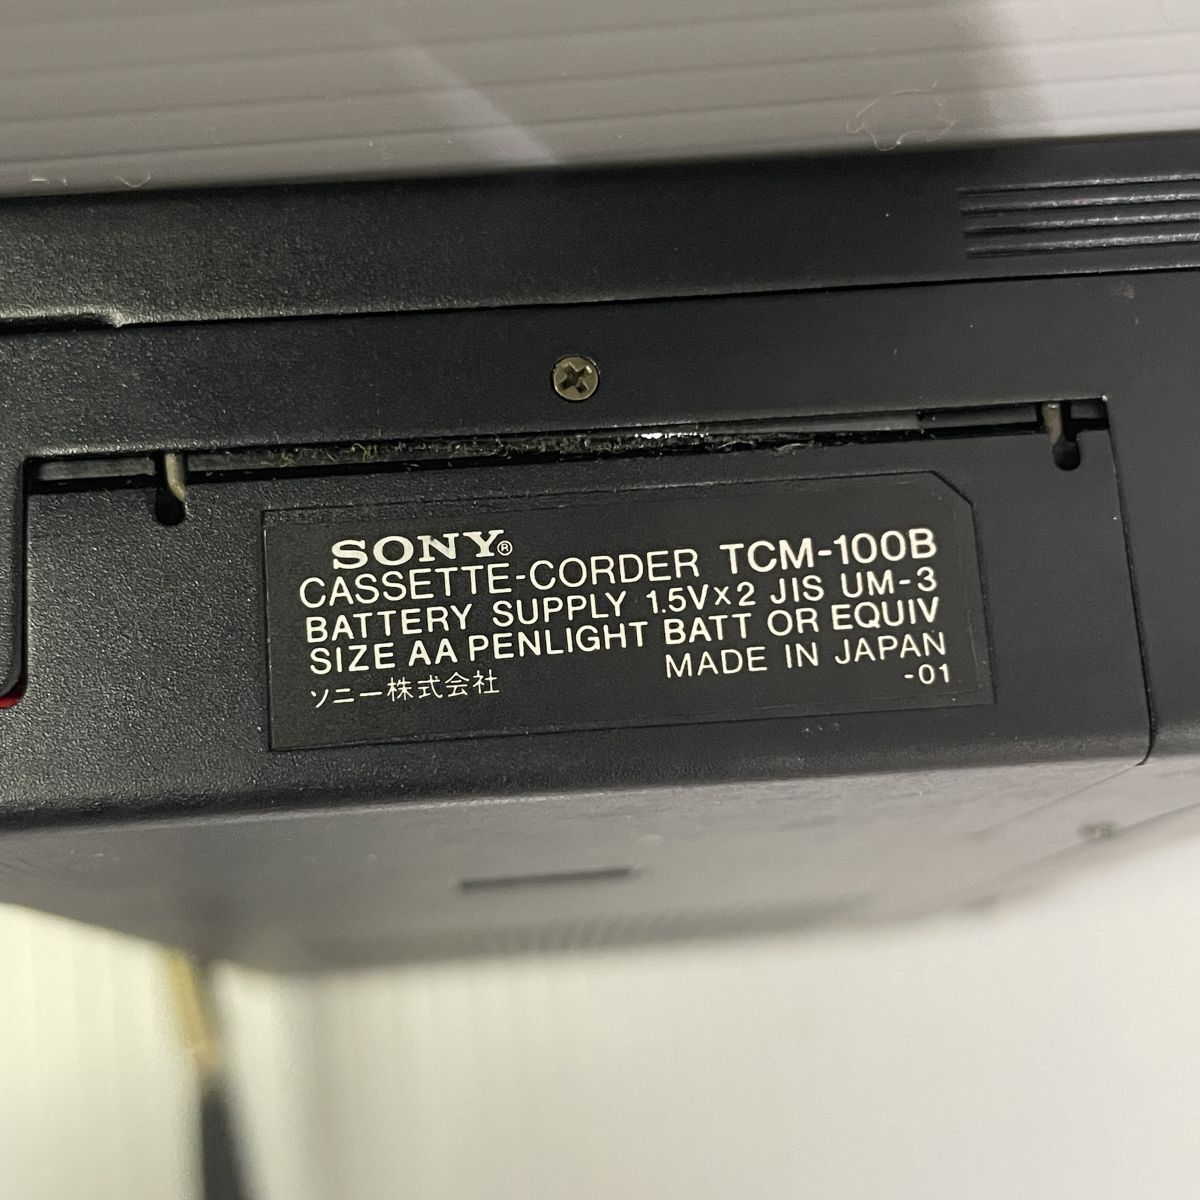 SONY®
CASSETTE-CORDER TCM-100B
BATTERY SUPPLY 1.5V×2 JIS UM-3
SIZE AA PENLIGHT BATT OR EQUIV
MADE IN JAPAN
ソニー株式会社
-01